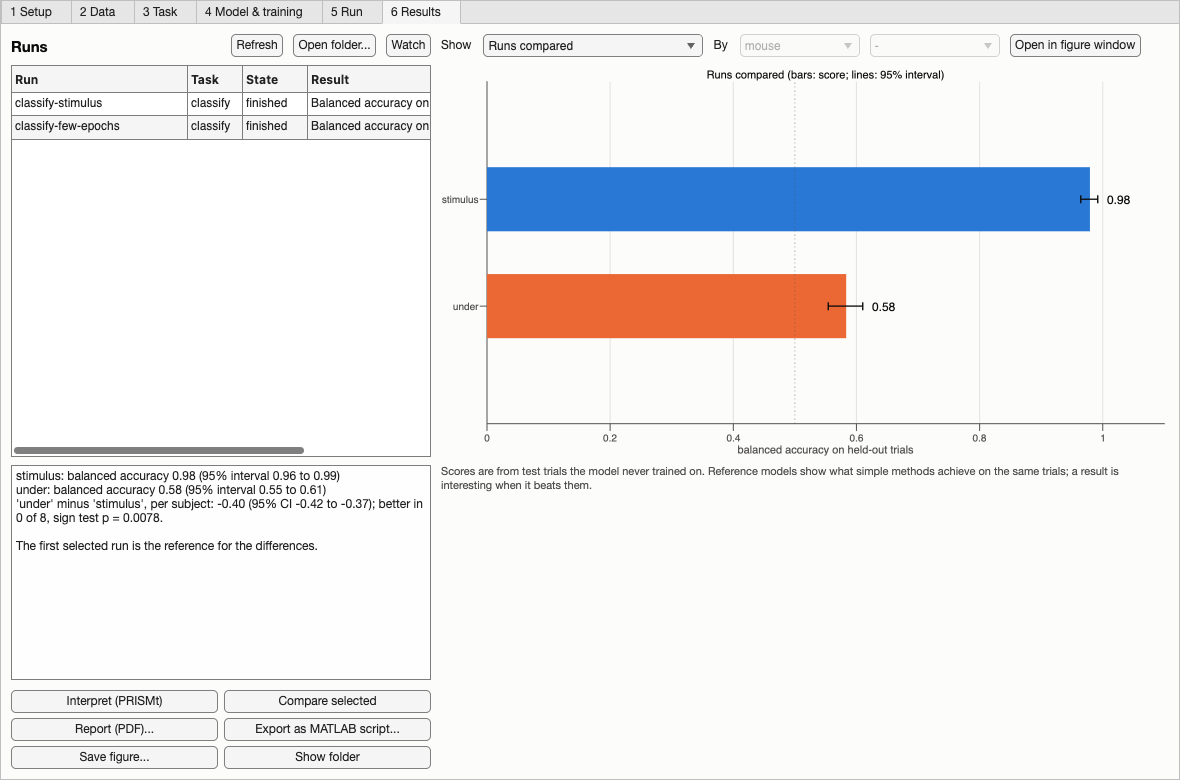 1 Setup
2 Data
3 Task
4 Model & training
5 Run
6 Results
Runs
Refresh
Open folder...
Watch
Show
Runs compared
By
mouse
-
Open in figure window
Run Task State Result
classify-stimulus classify finished Balanced accuracy on
classify-few-epochs classify finished Balanced accuracy on
Runs compared (bars: score; lines: 95% interval)
stimulus
0.98
under
0.58
0 0.2 0.4 0.6 0.8 1
balanced accuracy on held-out trials
Scores are from test trials the model never trained on. Reference models show what simple methods achieve on the same trials; a result is
interesting when it beats them.
stimulus: balanced accuracy 0.98 (95% interval 0.96 to 0.99)
under: balanced accuracy 0.58 (95% interval 0.55 to 0.61)
'under' minus 'stimulus', per subject: -0.40 (95% CI -0.42 to -0.37); better in
0 of 8, sign test p = 0.0078.
The first selected run is the reference for the differences.
Interpret (PRISMt)
Compare selected
Report (PDF)...
Export as MATLAB script...
Save figure...
Show folder